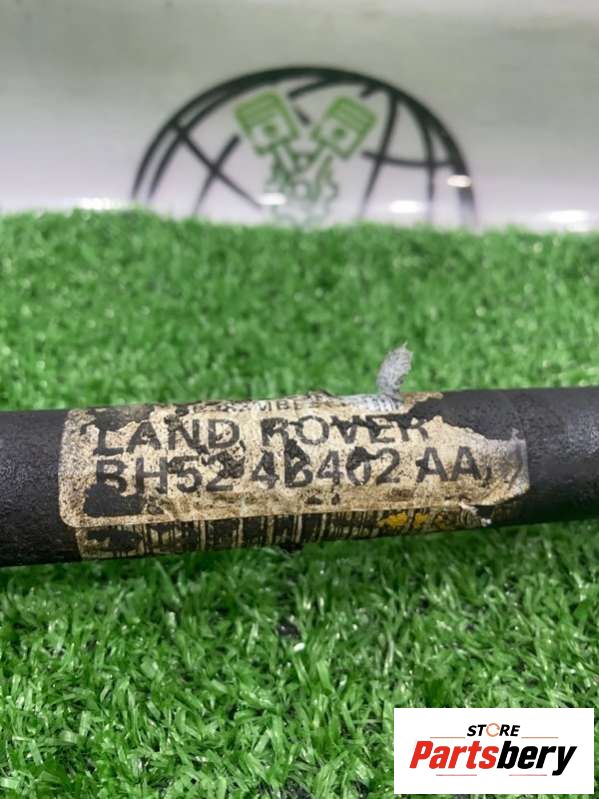 LAND ROVER
BH52 4B402 AA
STORE
Partsbery